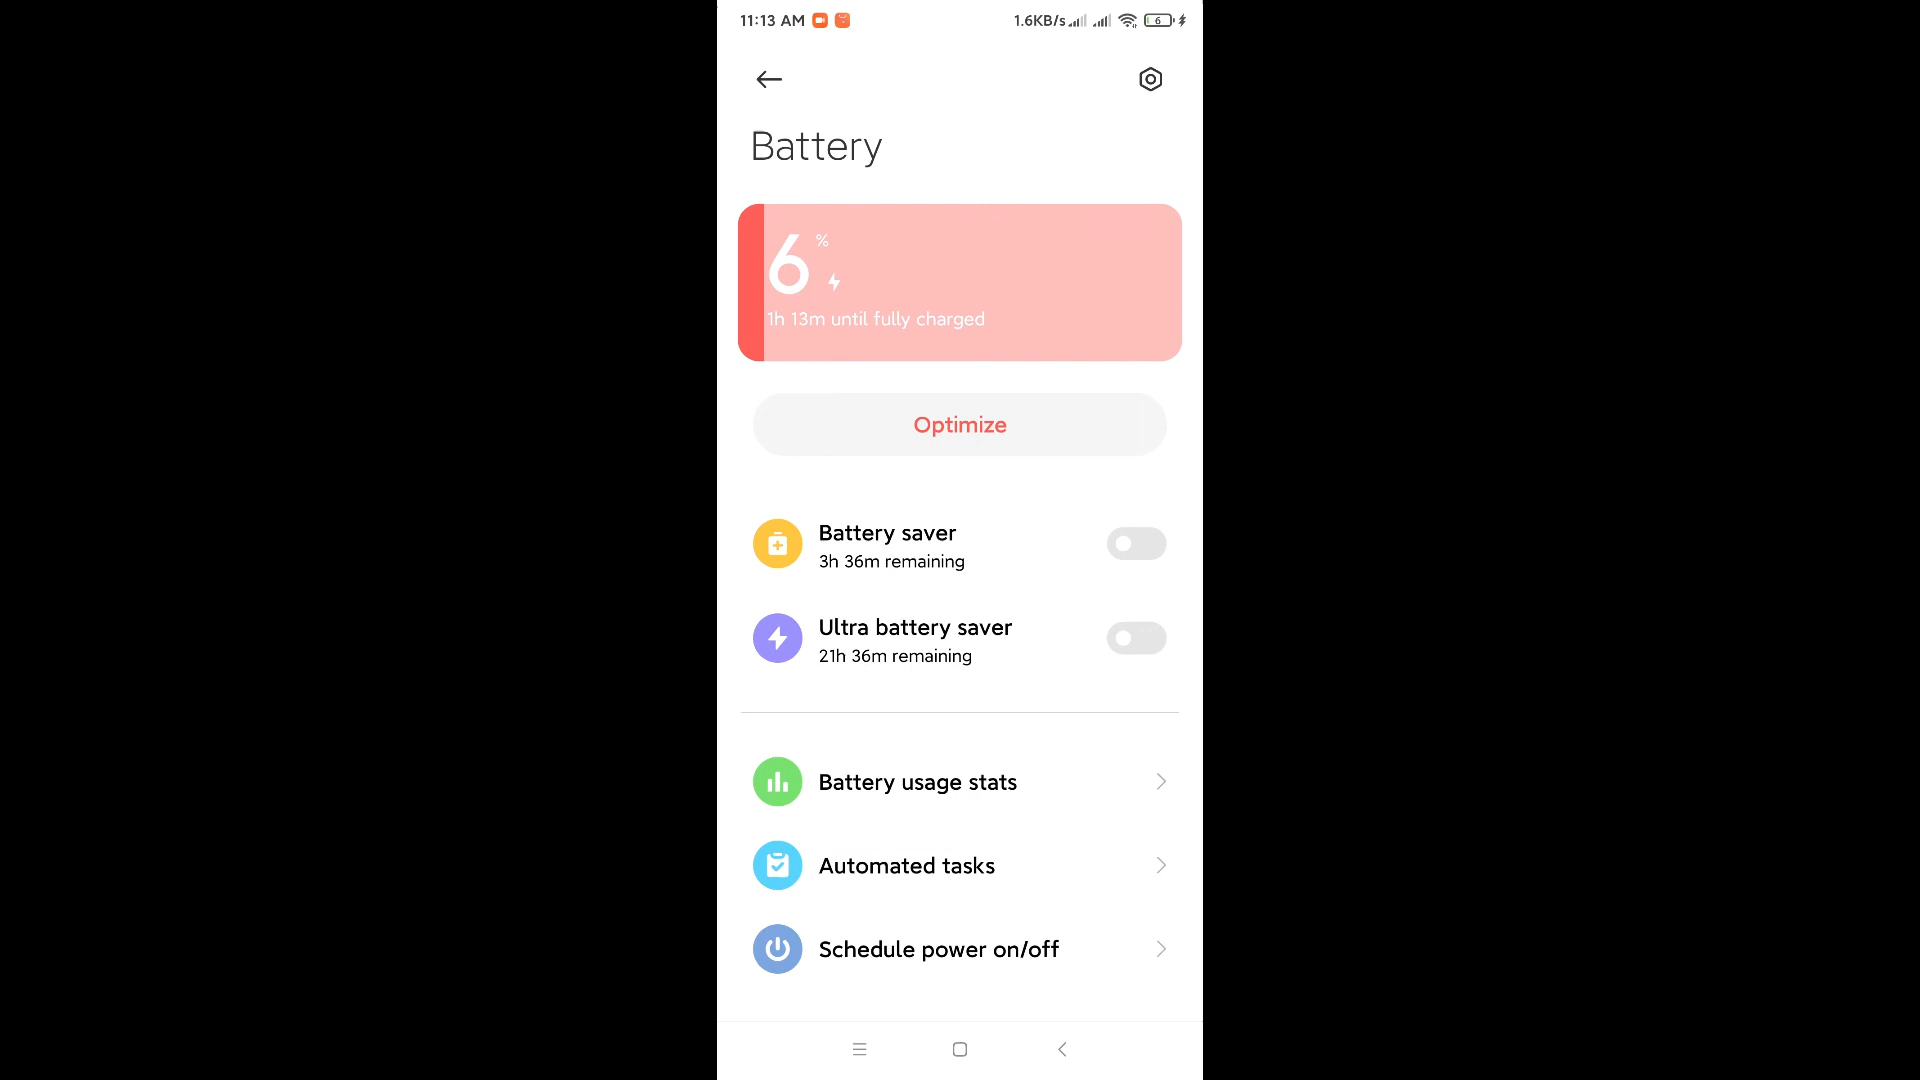 11:13 AM 1.6KB/s 6
Battery
6 %
1h 13m until fully charged
Optimize
Battery saver
3h 36m remaining
Ultra battery saver
21h 36m remaining
Battery usage stats
Automated tasks
Schedule power on/off